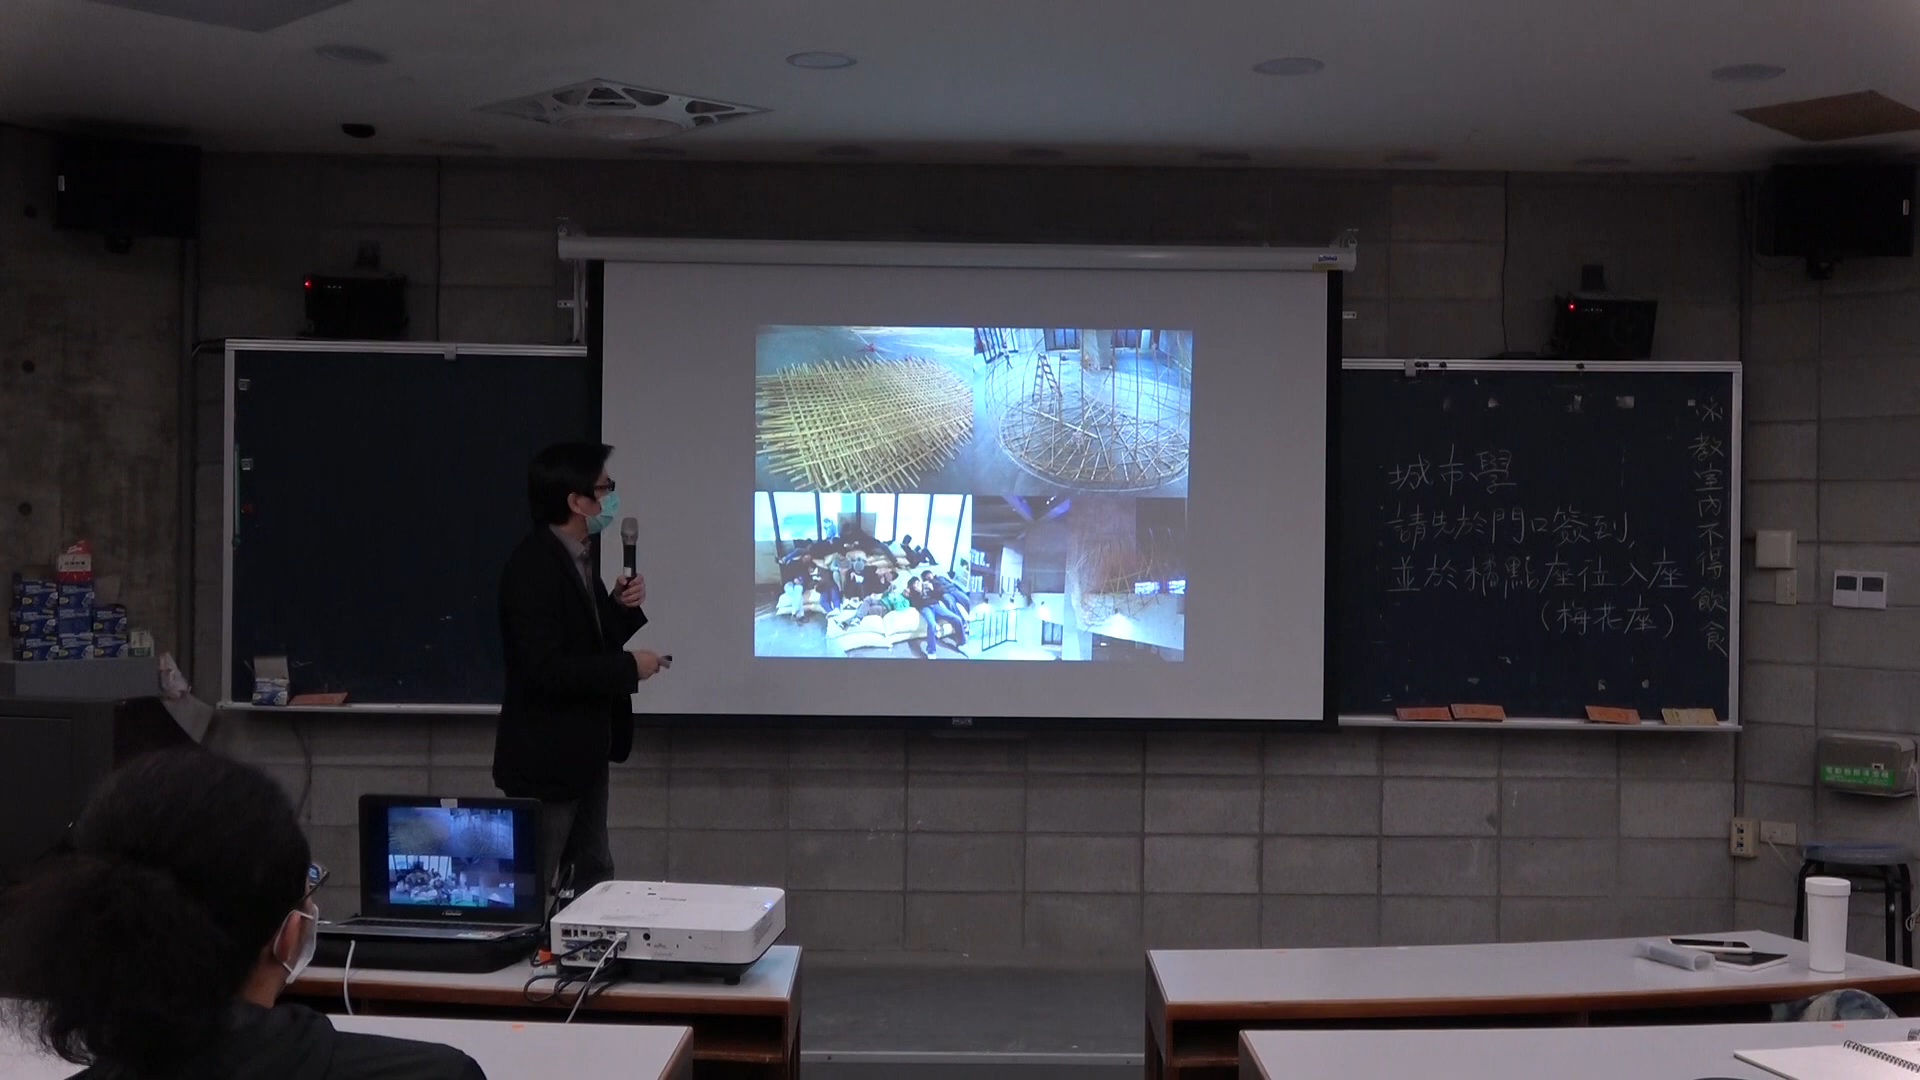 城市學
請先於門口簽到,
並於橘點座位入座
(梅花座)
※教室內不得飲食